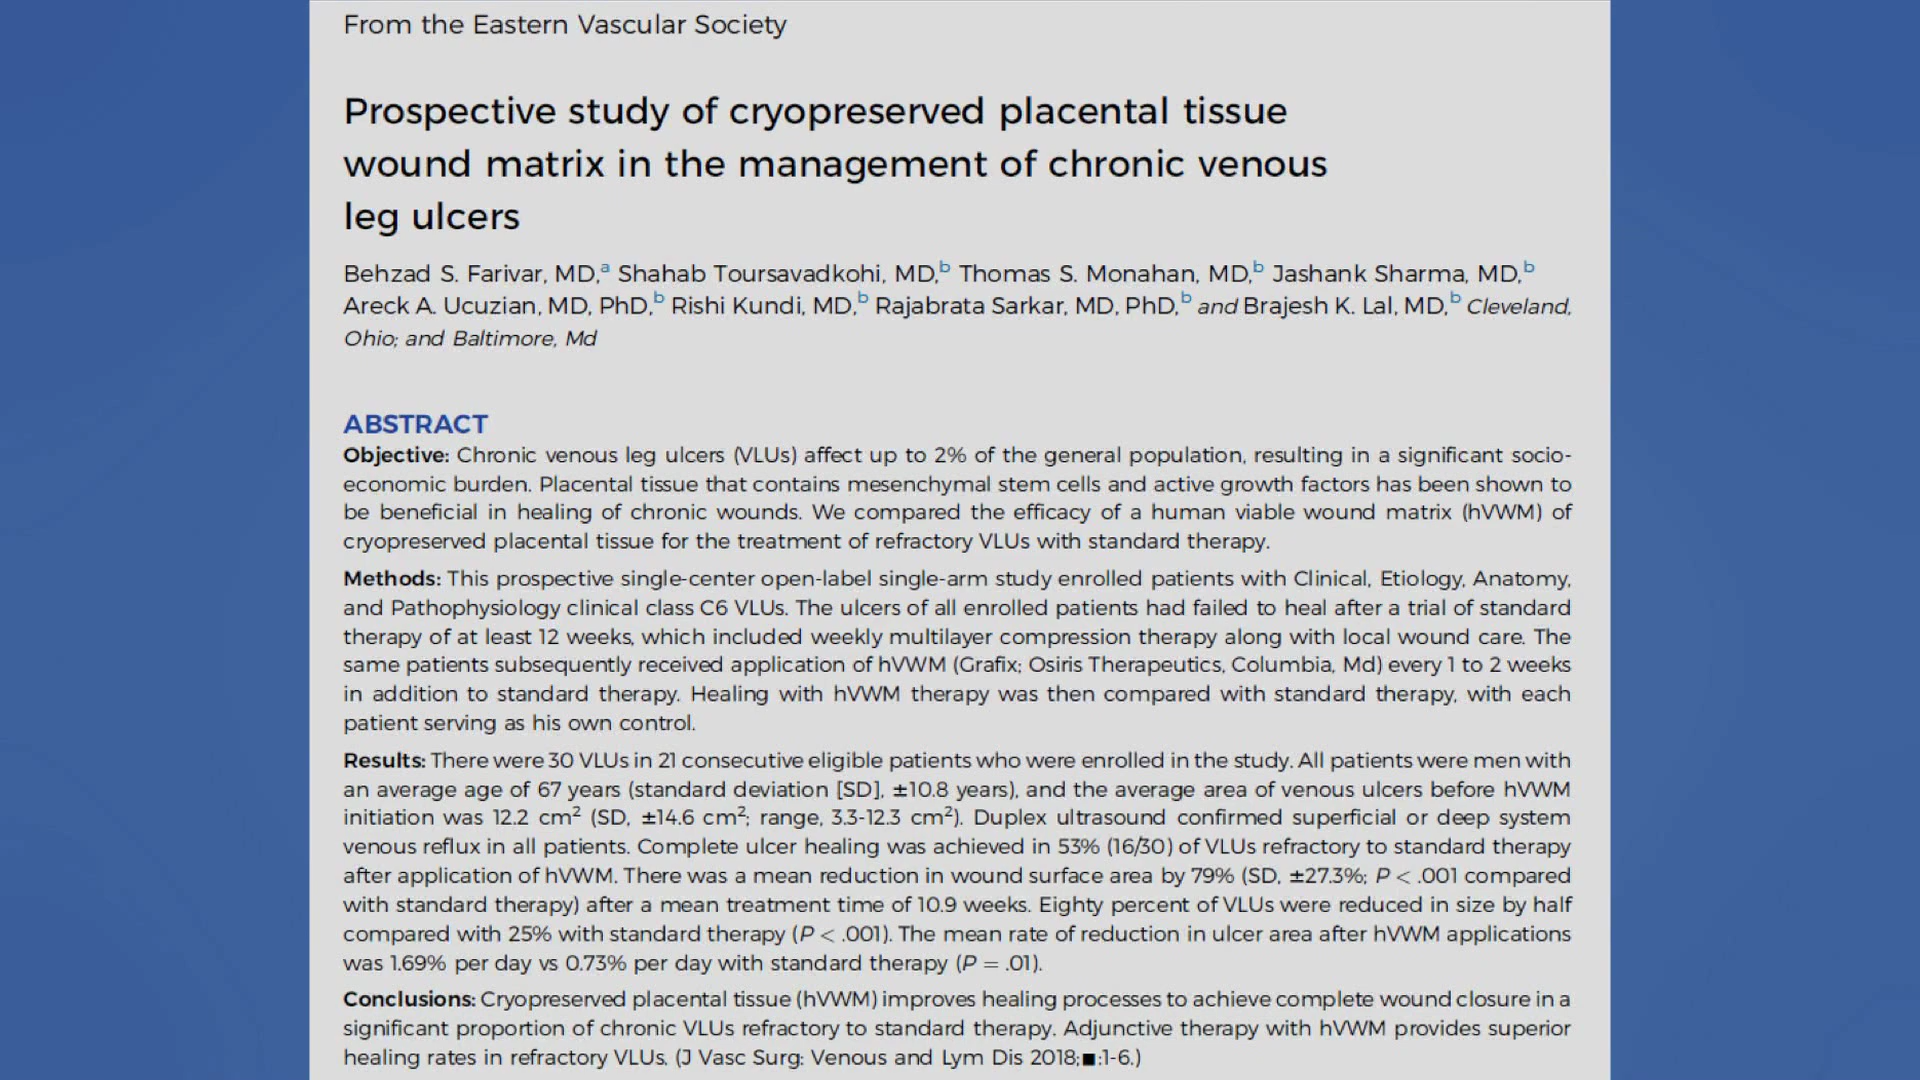 From the Eastern Vascular Society
Prospective study of cryopreserved placental tissue
wound matrix in the management of chronic venous
leg ulcers
Behzad S. Farivar, MD,a Shahab Toursavadkohi, MD,b Thomas S. Monahan, MD,b Jashank Sharma, MD,b
Areck A. Ucuzian, MD, PhD,b Rishi Kundi, MD,b Rajabrata Sarkar, MD, PhD,b and Brajesh K. Lal, MD,b Cleveland,
Ohio; and Baltimore, Md
ABSTRACT
Objective: Chronic venous leg ulcers (VLUs) affect up to 2% of the general population, resulting in a significant socio-
economic burden. Placental tissue that contains mesenchymal stem cells and active growth factors has been shown to
be beneficial in healing of chronic wounds. We compared the efficacy of a human viable wound matrix (hVWM) of
cryopreserved placental tissue for the treatment of refractory VLUs with standard therapy.
Methods: This prospective single-center open-label single-arm study enrolled patients with Clinical, Etiology, Anatomy,
and Pathophysiology clinical class C6 VLUs. The ulcers of all enrolled patients had failed to heal after a trial of standard
therapy of at least 12 weeks, which included weekly multilayer compression therapy along with local wound care. The
same patients subsequently received application of hVWM (Grafix; Osiris Therapeutics, Columbia, Md) every 1 to 2 weeks
in addition to standard therapy. Healing with hVWM therapy was then compared with standard therapy, with each
patient serving as his own control.
Results: There were 30 VLUs in 21 consecutive eligible patients who were enrolled in the study. All patients were men with
an average age of 67 years (standard deviation [SD], ±10.8 years), and the average area of venous ulcers before hVWM
initiation was 12.2 cm² (SD, ±14.6 cm²; range, 3.3-12.3 cm²). Duplex ultrasound confirmed superficial or deep system
venous reflux in all patients. Complete ulcer healing was achieved in 53% (16/30) of VLUs refractory to standard therapy
after application of hVWM. There was a mean reduction in wound surface area by 79% (SD, ±27.3%; P < .001 compared
with standard therapy) after a mean treatment time of 10.9 weeks. Eighty percent of VLUs were reduced in size by half
compared with 25% with standard therapy (P < .001). The mean rate of reduction in ulcer area after hVWM applications
was 1.69% per day vs 0.73% per day with standard therapy (P = .01).
Conclusions: Cryopreserved placental tissue (hVWM) improves healing processes to achieve complete wound closure in a
significant proportion of chronic VLUs refractory to standard therapy. Adjunctive therapy with hVWM provides superior
healing rates in refractory VLUs. (J Vasc Surg: Venous and Lym Dis 2018;■:1-6.)